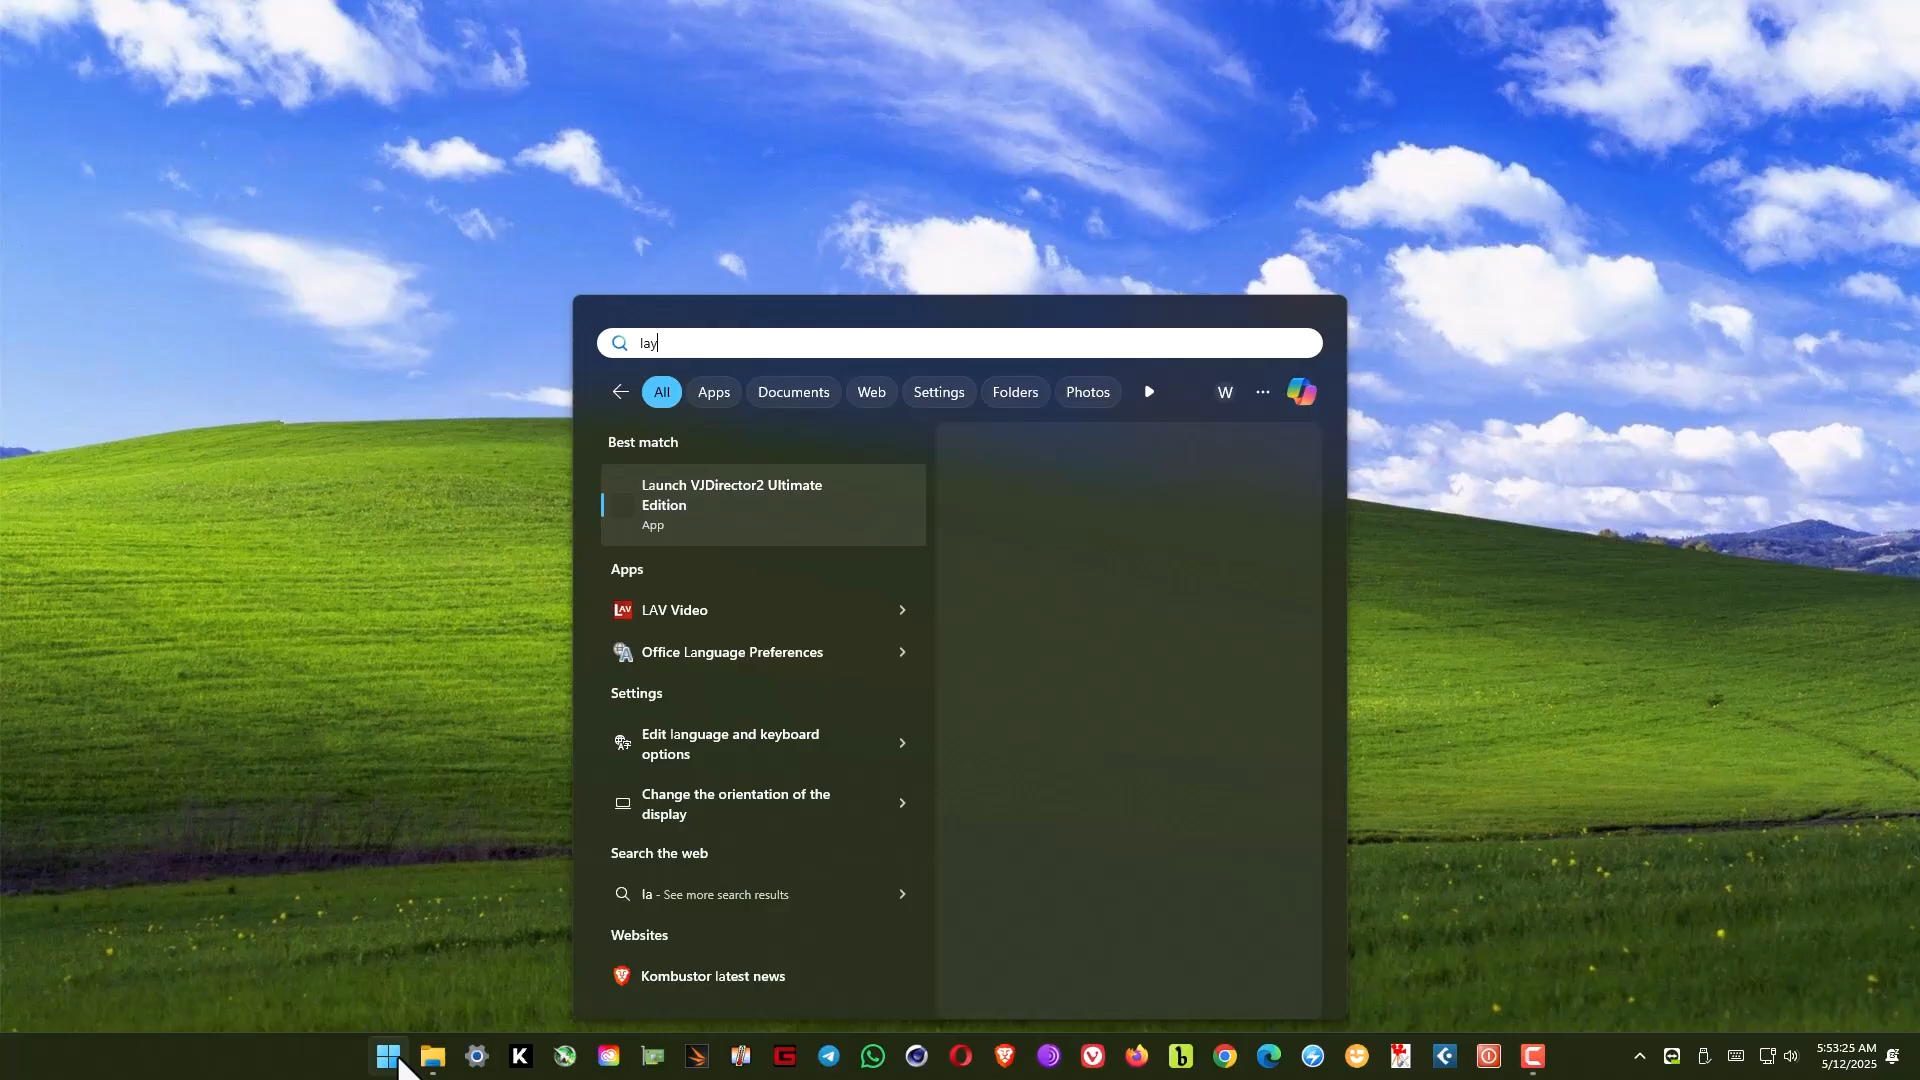 lay
All
Apps
Documents
Web
Settings
Folders
Photos
W
Best match
Launch VJDirector2 Ultimate
Edition
App
Apps
LAV
LAV Video
Office Language Preferences
Settings
Edit language and keyboard
options
Change the orientation of the
display
Search the web
la - See more search results
Websites
Kombustor latest news
K
5:53:25 AM
5/12/2025